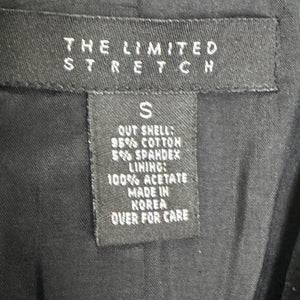 THE LIMITED
STRETCH
S
OUT SHELL:
95% COTTON
5% SPANDEX
LINING:
100% ACETATE
MADE IN
KOREA
OVER FOR CARE